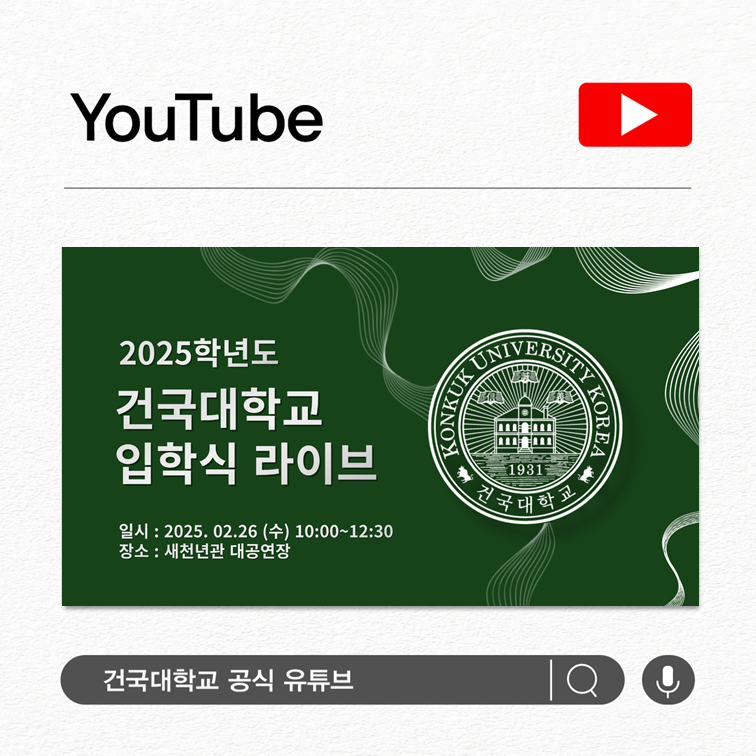 YouTube
2025학년도
건국대학교
입학식 라이브
일시 : 2025. 02.26 (수) 10:00~12:30
장소 : 새천년관 대공연장
KONKUK UNIVERSITY KOREA
1931
건국대학교
건국대학교 공식 유튜브